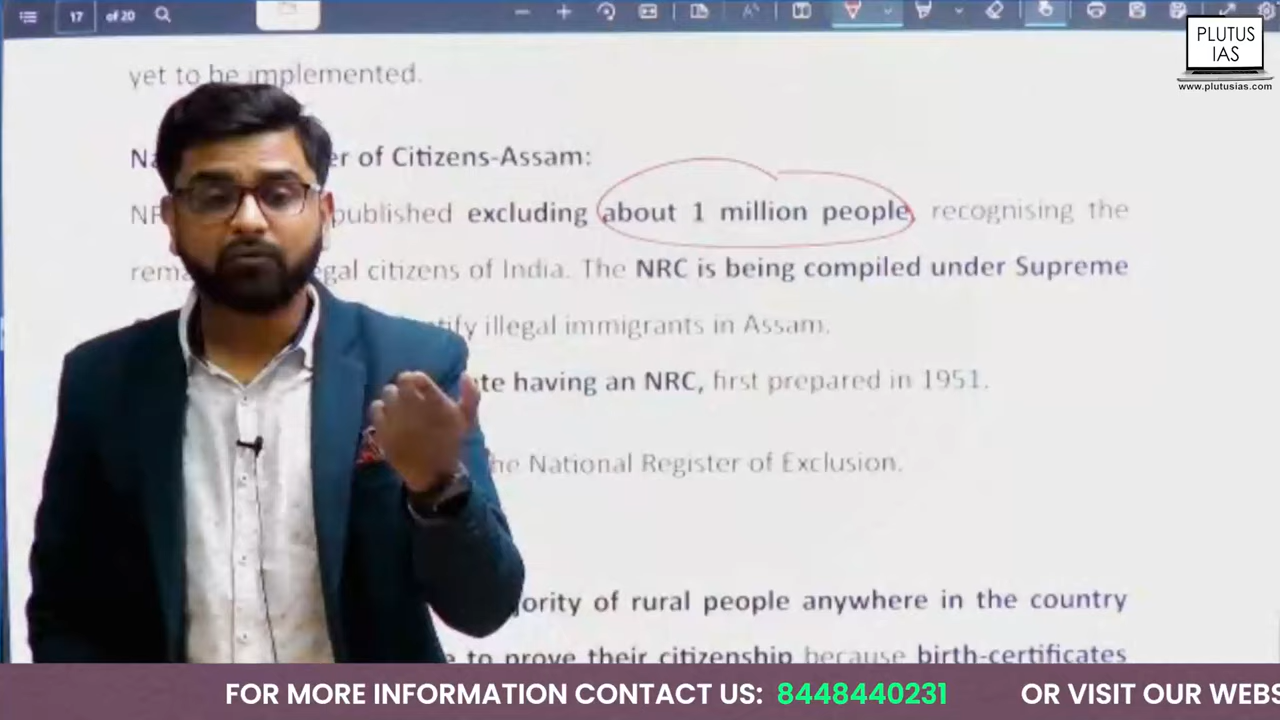 17 of 20
PLUTUS
IAS
www.plutusias.com
yet to be implemented.
er of Citizens-Assam:
published excluding about 1 million people, recognising the
egal citizens of India. The NRC is being compiled under Supreme
tify illegal immigrants in Assam.
te having an NRC, first prepared in 1951.
he National Register of Exclusion.
jority of rural people anywhere in the country
e to prove their citizenship because birth-certificates
FOR MORE INFORMATION CONTACT US: 8448440231 OR VISIT OUR WEBS